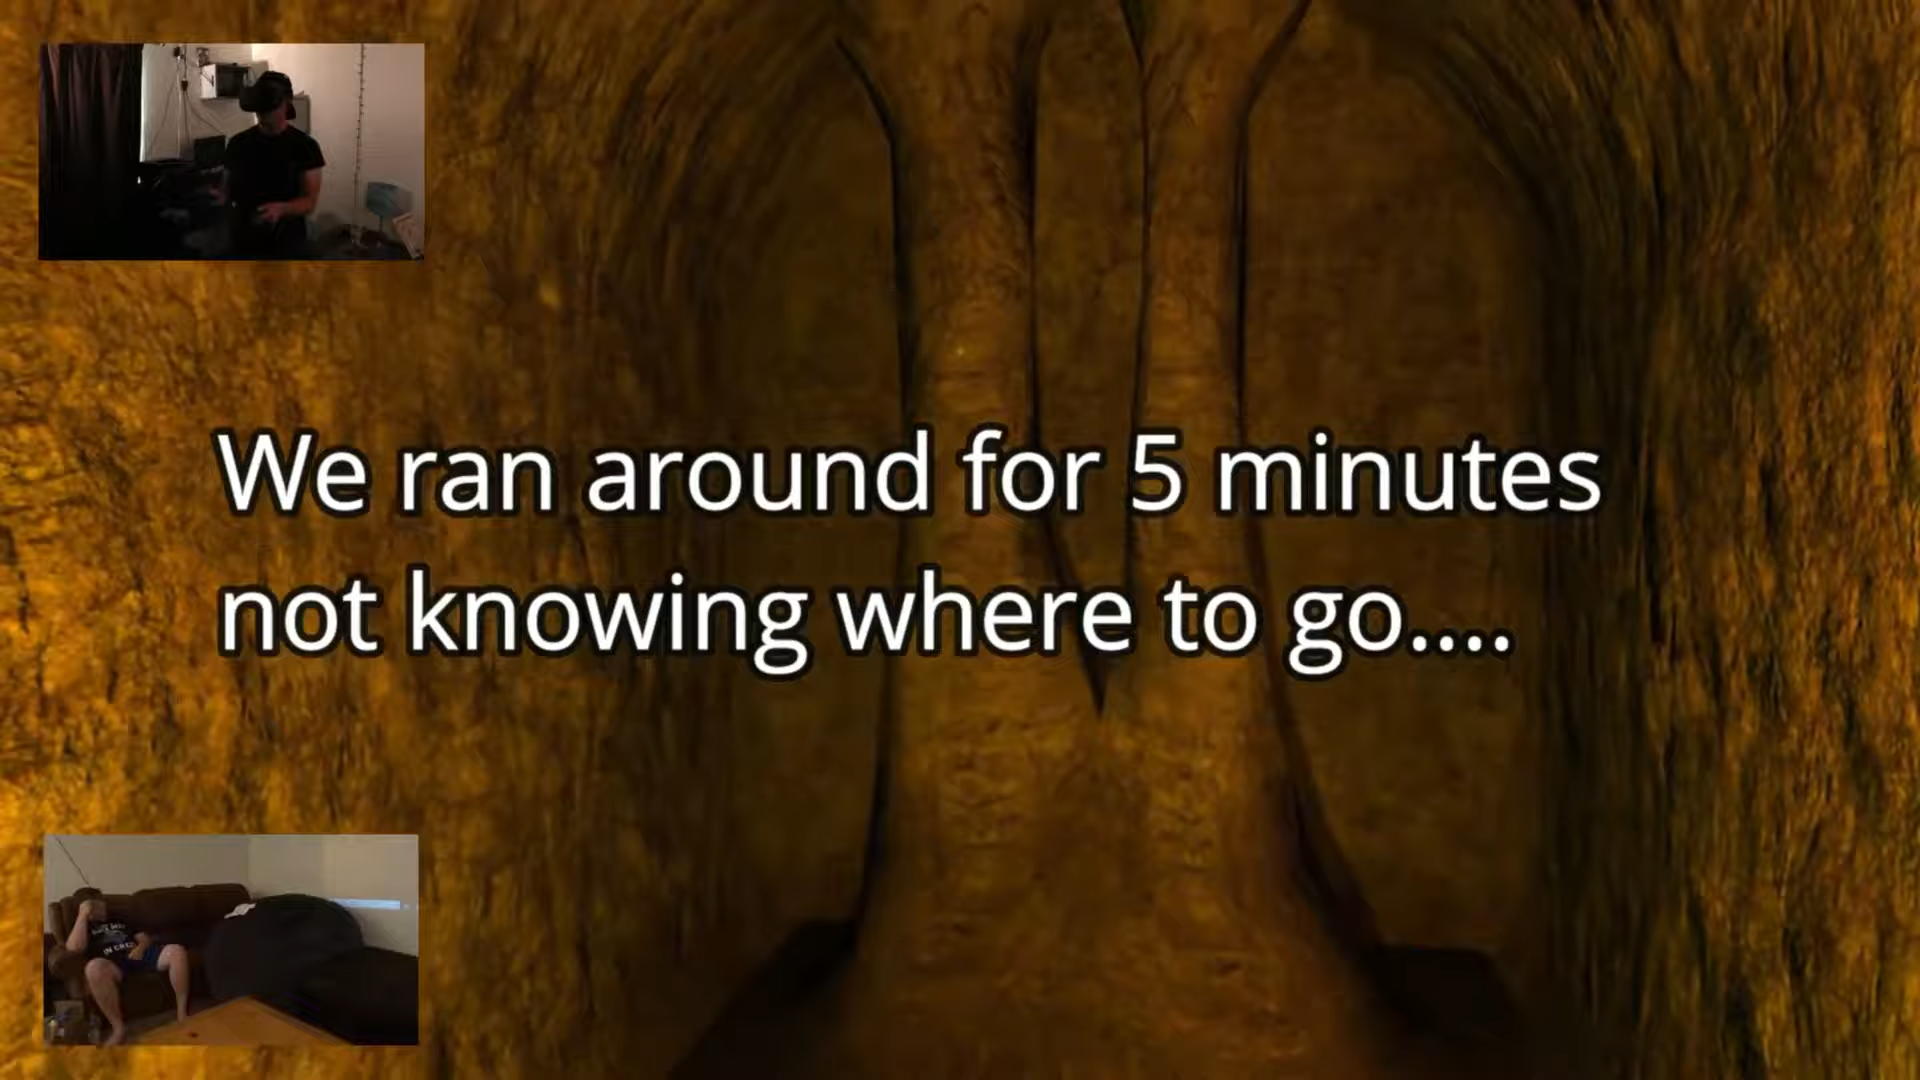 We ran around for 5 minutes
not knowing where to go....